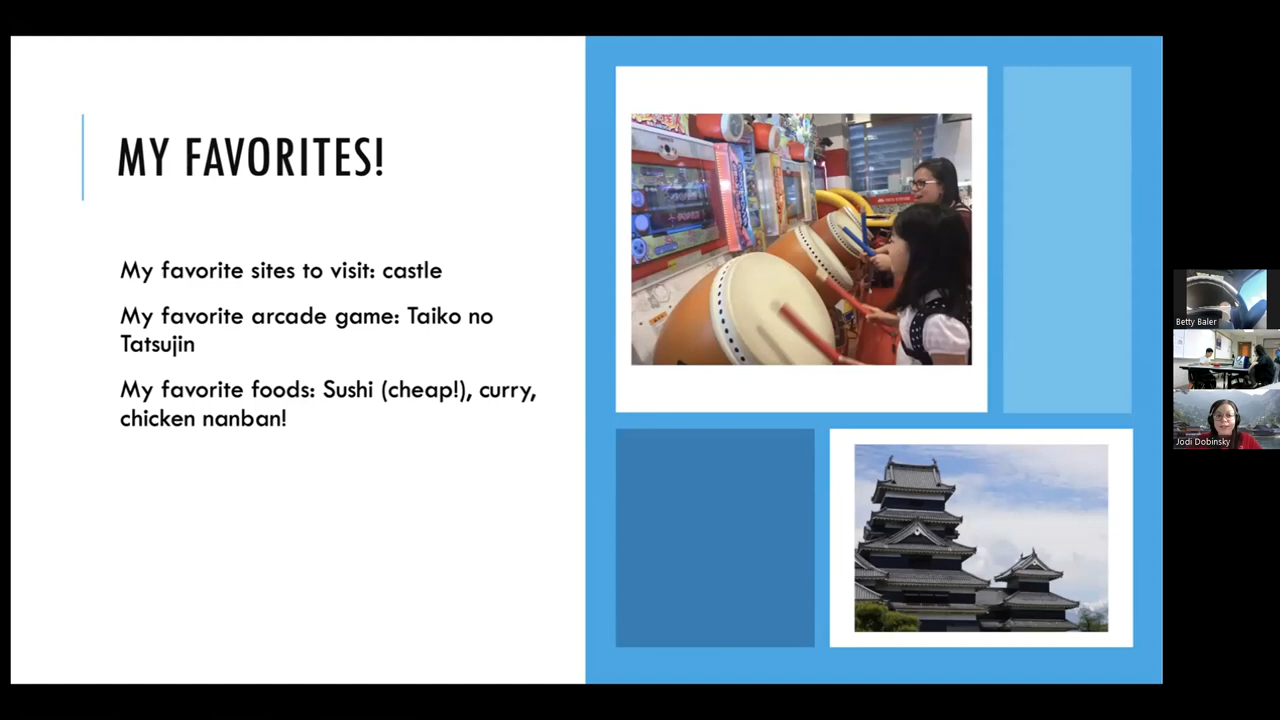 MY FAVORITES!
My favorite sites to visit: castle
My favorite arcade game: Taiko no
Tatsujin
My favorite foods: Sushi (cheap!), curry,
chicken nanban!
Betty Baler
Jodi Dobinsky